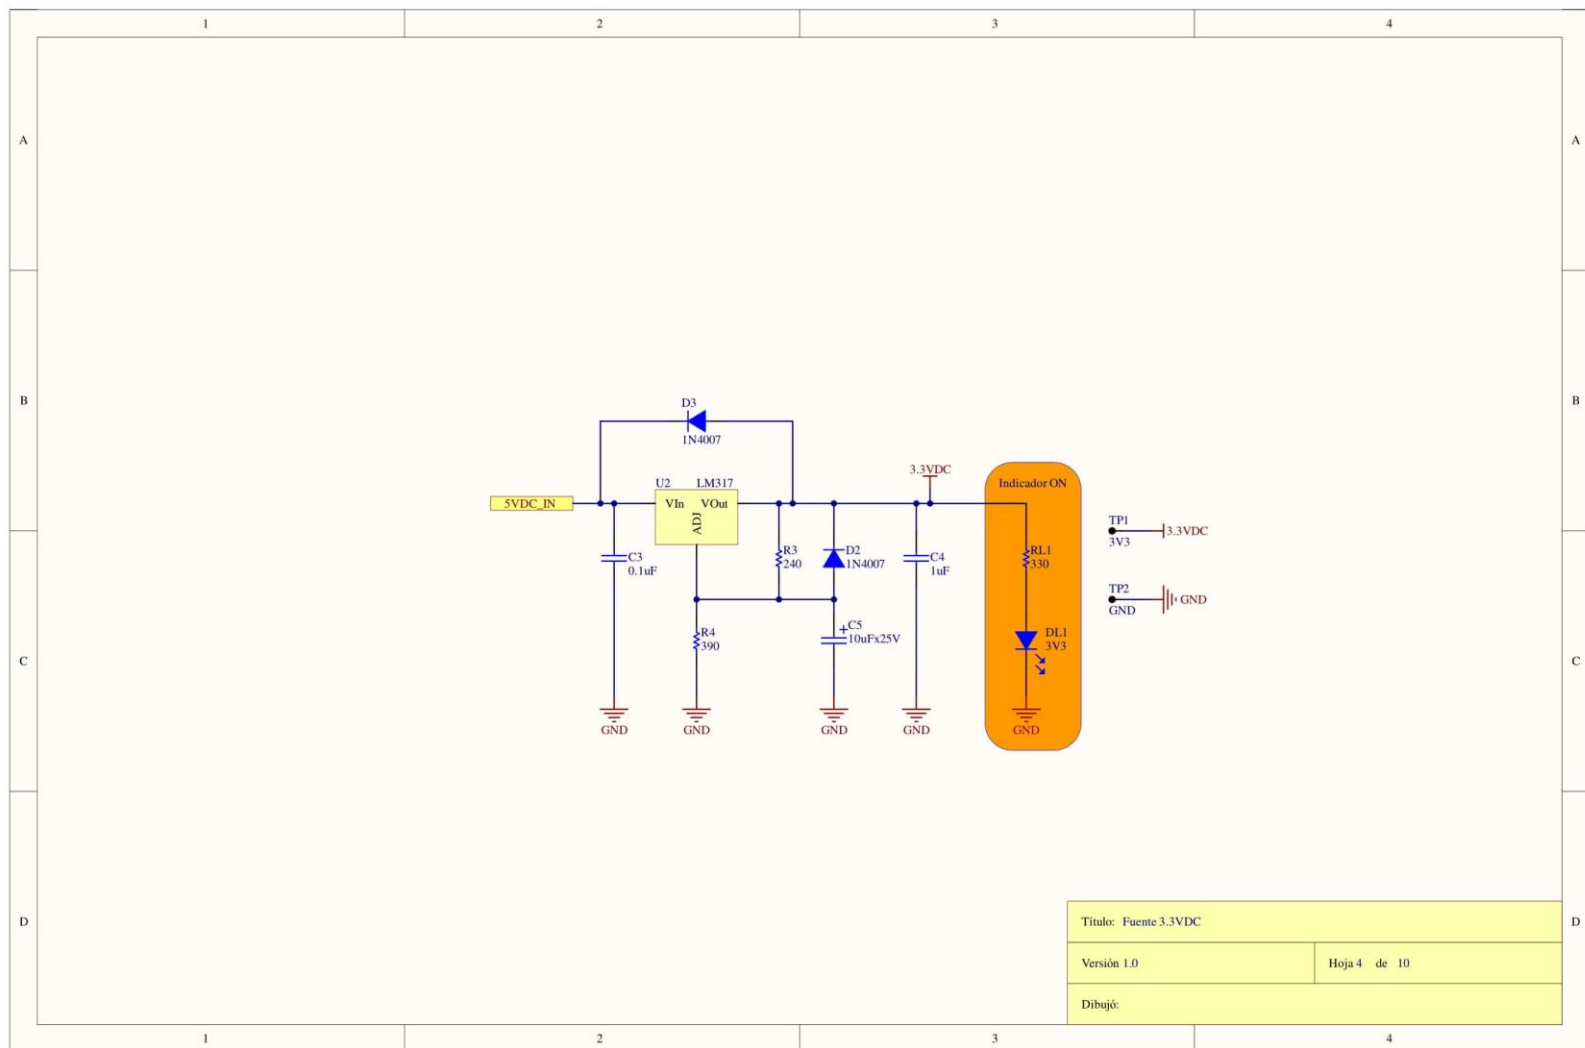 1 2 3 4
A A
B B
C C
D D
D3
1N4007
U2 LM317
VIn VOut
ADJ
5VDC_IN
3.3VDC
Indicador ON
C3
0.1uF
R3
240
D2
1N4007
C4
1uF
RL1
330
TP1
3V3
3.3VDC
TP2
GND
GND
R4
390
C5
+
10uFx25V
DL1
3V3
GND GND GND GND GND
Título: Fuente 3.3VDC
Versión 1.0 Hoja 4 de 10
Dibujó:
1 2 3 4